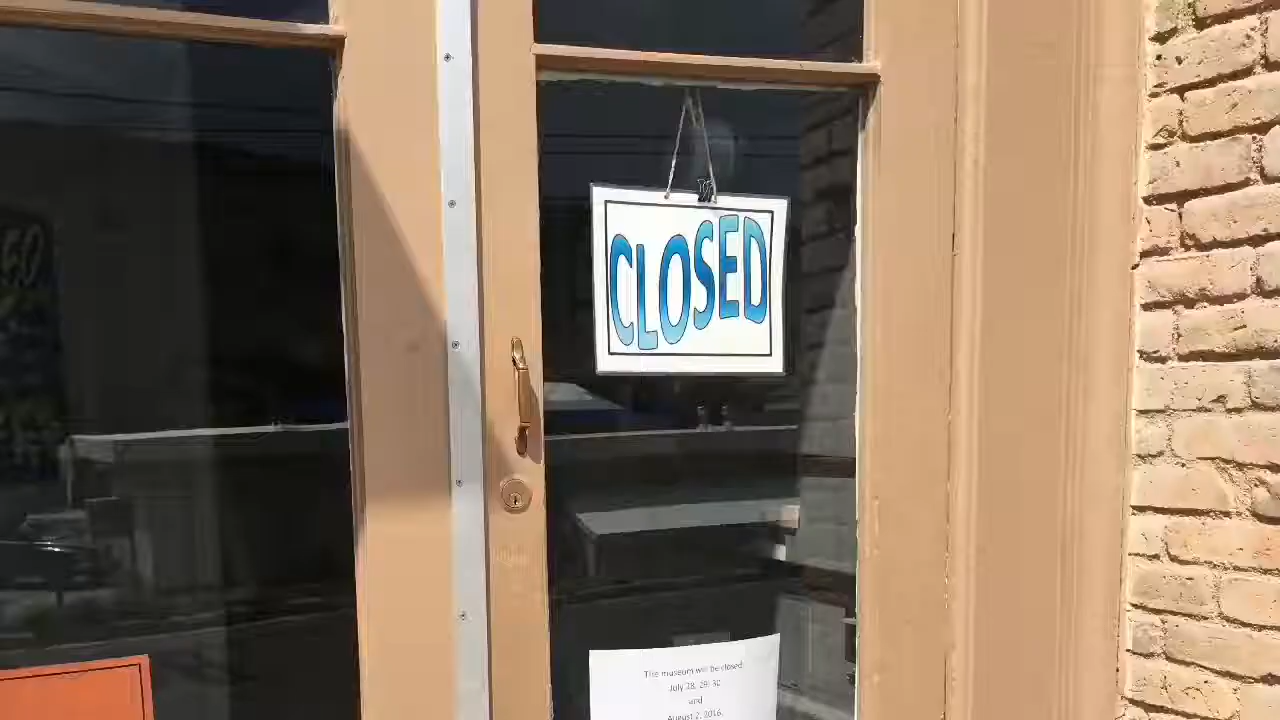 CLOSED
The museum will be closed
July 28, 29, 30
and
August 2, 2016.